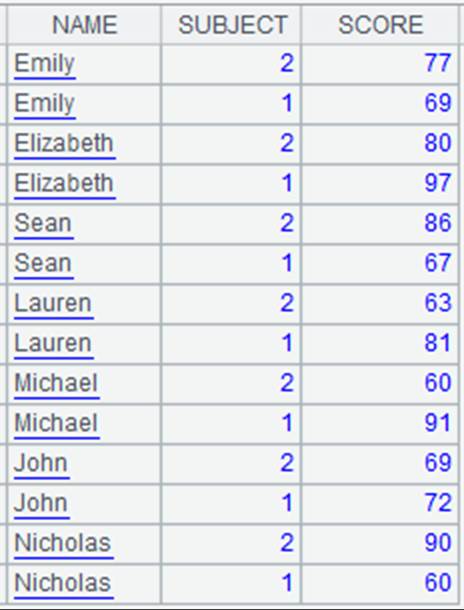 NAME SUBJECT SCORE
Emily 2 77
Emily 1 69
Elizabeth 2 80
Elizabeth 1 97
Sean 2 86
Sean 1 67
Lauren 2 63
Lauren 1 81
Michael 2 60
Michael 1 91
John 2 69
John 1 72
Nicholas 2 90
Nicholas 1 60